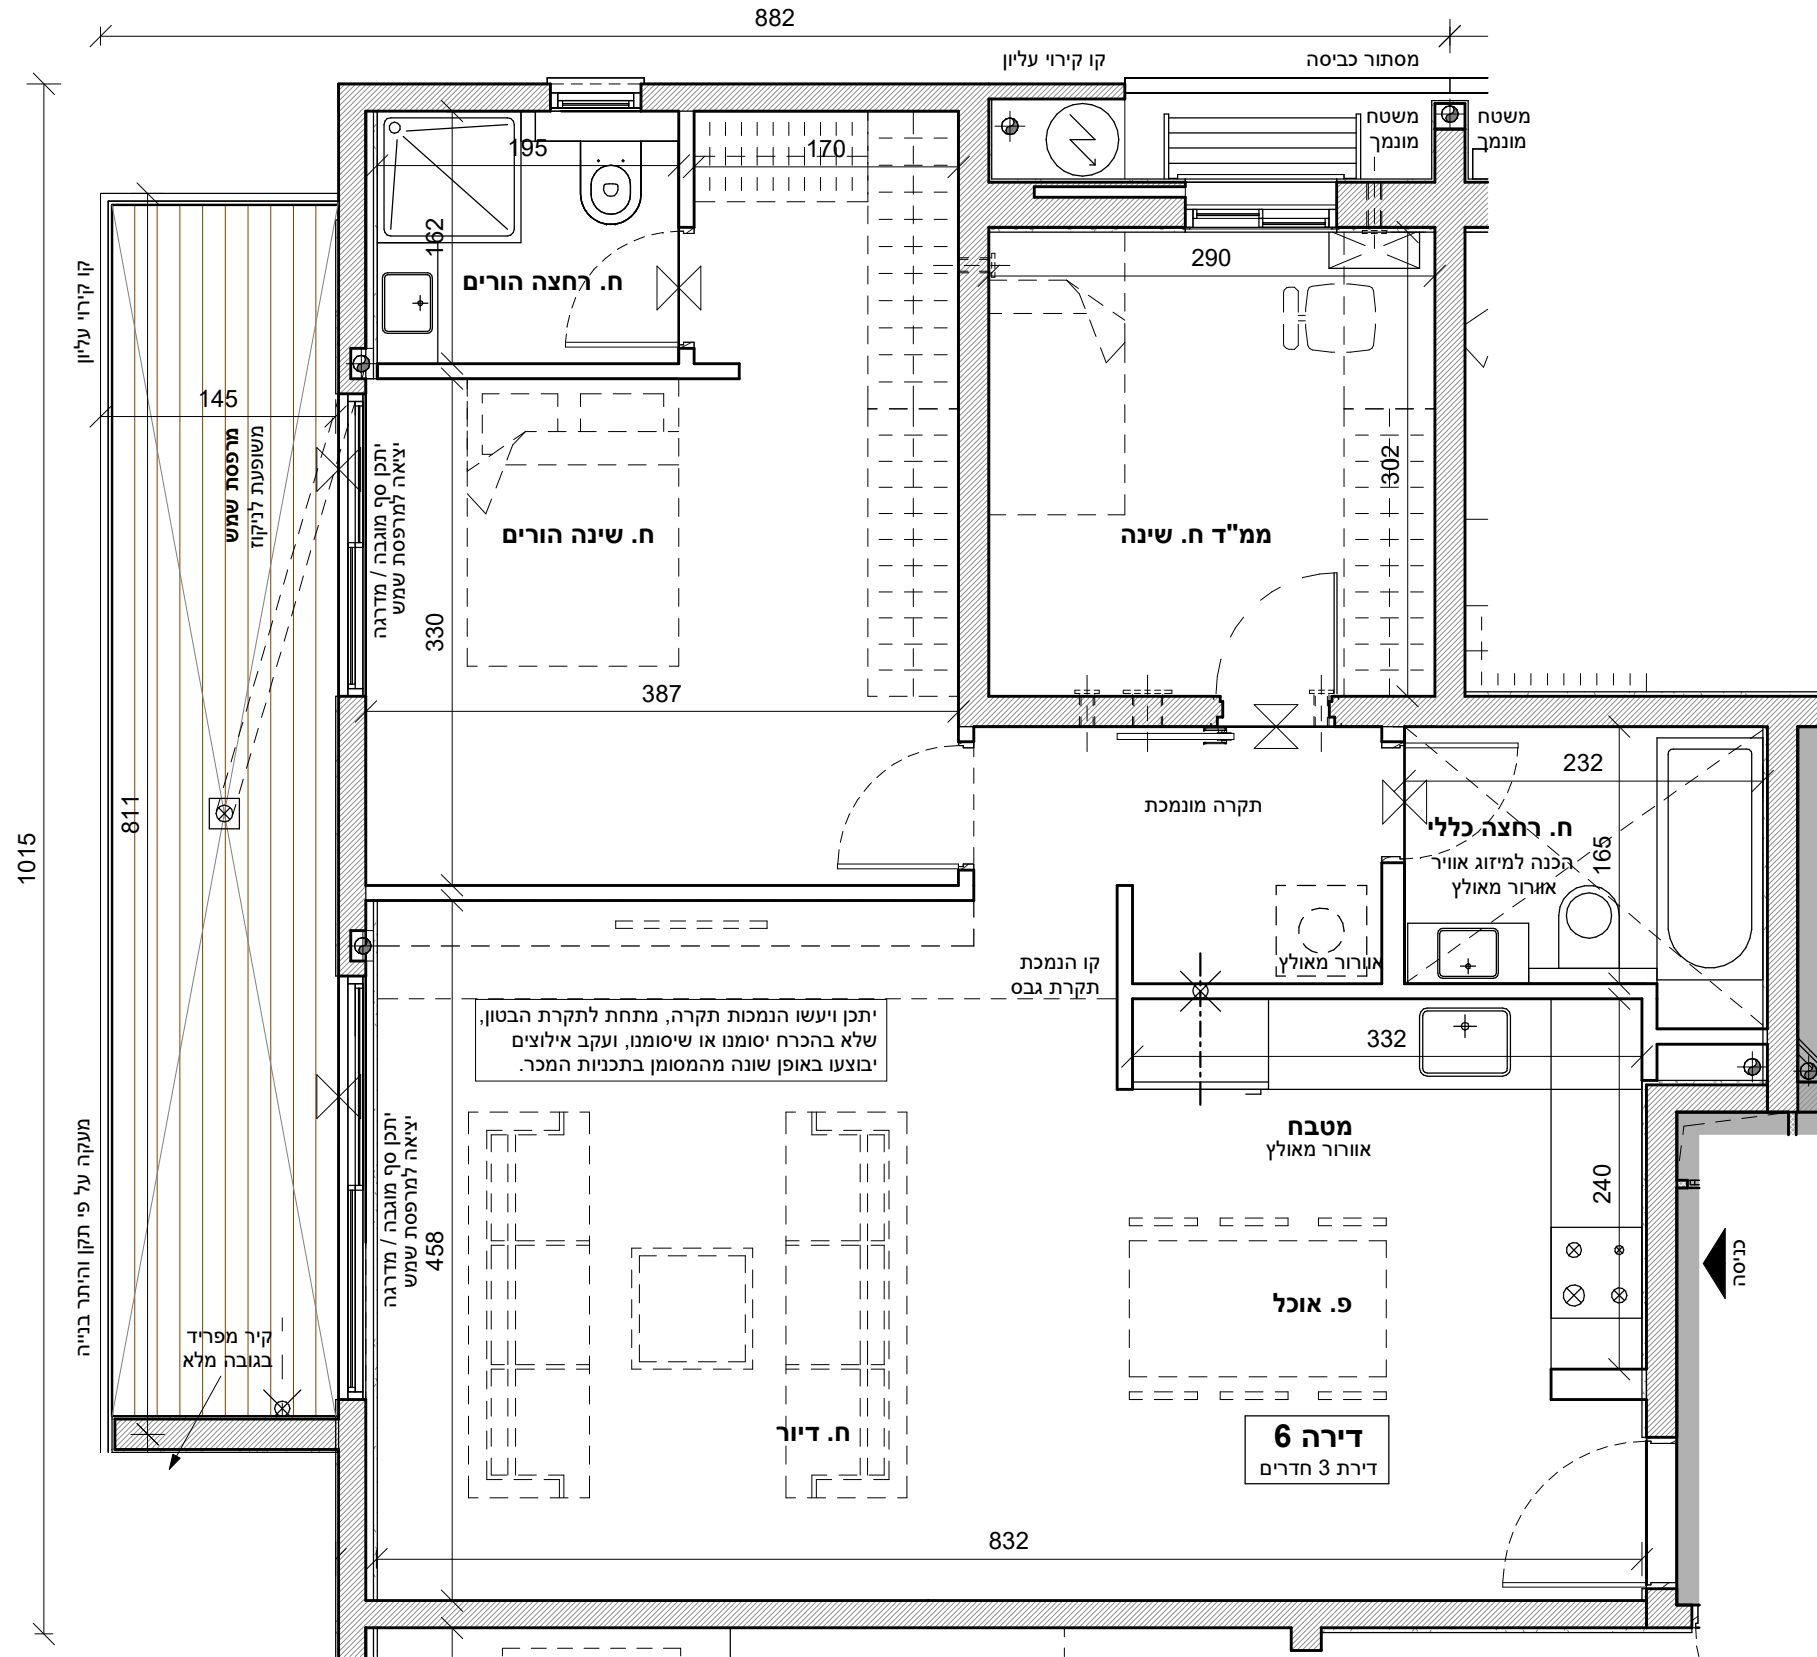 882
קו קירוי עליון
מסתור כביסה
משטח
מונמך
משטח
מונמך
195
170
162
290
ח. רחצה הורים
קו קירוי עליון
145
מרפסת שמש
משופעת לניקוז
יתכן סף מוגבה / מדרגה
יציאה למרפסת שמש
302
ח. שינה הורים
ממ"ד ח. שינה
330
387
811
1015
תקרה מונמכת
232
ח. רחצה כללי
הכנה למיזוג אוויר
אוורור מאולץ
165
קו הנמכת
תקרת גבס
אוורור מאולץ
יתכן ויעשו הנמכות תקרה, מתחת לתקרת הבטון,
שלא בהכרח יסומנו או שיסומנו, ועקב אילוצים
יבוצעו באופן שונה מהמסומן בתכניות המכר.
332
מטבח
אוורור מאולץ
240
כניסה
יתכן סף מוגבה / מדרגה
יציאה למרפסת שמש
458
מעקה על פי תקן והיתר בנייה
קיר מפריד
בגובה מלא
פ. אוכל
ח. דיור
דירה 6
דירת 3 חדרים
832